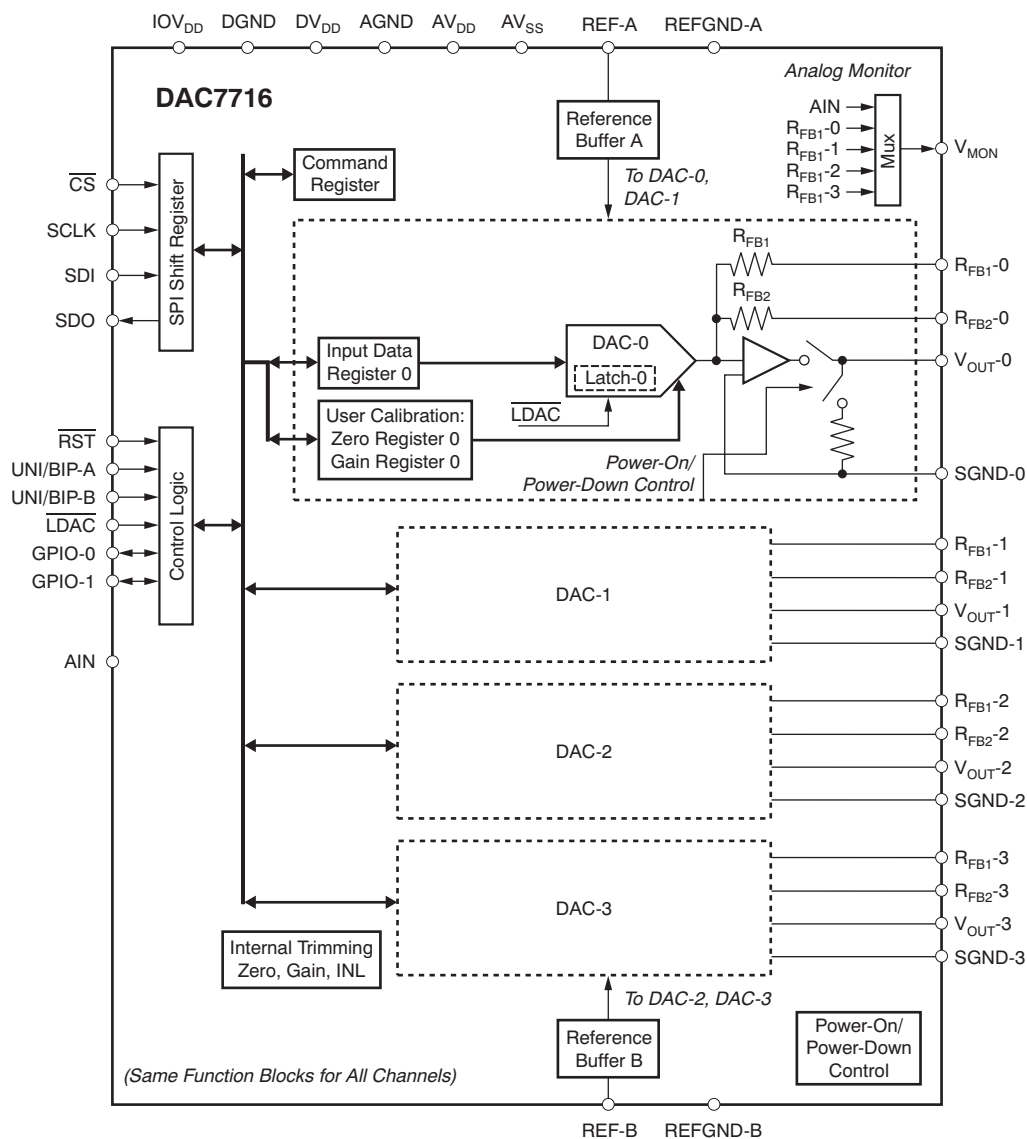 IOVDD DGND DVDD AGND AVDD AVSS REF-A REFGND-A
DAC7716
Analog Monitor
AIN
RFB1-0
RFB1-1
RFB1-2
RFB1-3
Mux
VMON
Reference
Buffer A
To DAC-0,
DAC-1
Command
Register
CS
SCLK
SDI
SDO
SPI Shift Register
RFB1
RFB2
RFB1-0
RFB2-0
VOUT-0
SGND-0
Input Data
Register 0
DAC-0
Latch-0
LDAC
User Calibration:
Zero Register 0
Gain Register 0
Power-On/
Power-Down Control
RST
UNI/BIP-A
UNI/BIP-B
LDAC
GPIO-0
GPIO-1
Control Logic
AIN
DAC-1
RFB1-1
RFB2-1
VOUT-1
SGND-1
DAC-2
RFB1-2
RFB2-2
VOUT-2
SGND-2
DAC-3
RFB1-3
RFB2-3
VOUT-3
SGND-3
Internal Trimming
Zero, Gain, INL
To DAC-2, DAC-3
Reference
Buffer B
Power-On/
Power-Down
Control
(Same Function Blocks for All Channels)
REF-B REFGND-B